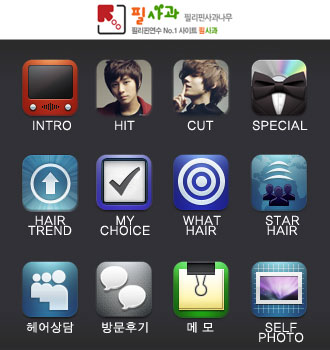 필사과 필리핀사과나무
필리핀연수 No.1 사이트 필사과
INTRO HIT CUT SPECIAL
HAIR TREND
MY CHOICE
WHAT HAIR
STAR HAIR
헤어상담 방문후기 메 모 SELF PHOTO